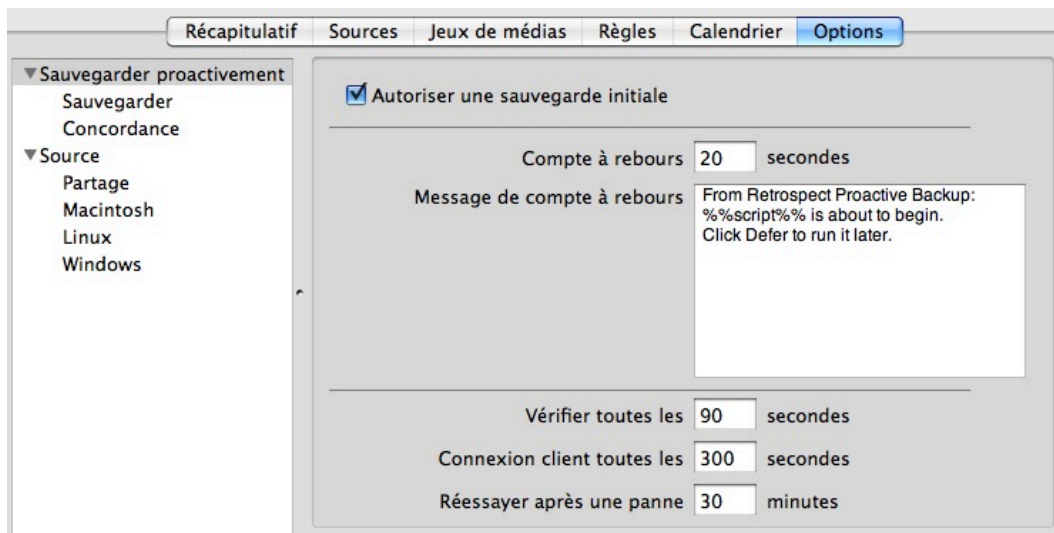 Récapitulatif Sources Jeux de médias Règles Calendrier Options
Sauvegarder proactivement
Sauvegarder
Concordance
Source
Partage
Macintosh
Linux
Windows
Autoriser une sauvegarde initiale
Compte à rebours 20 secondes
Message de compte à rebours
From Retrospect Proactive Backup:
%%script%% is about to begin.
Click Defer to run it later.
Vérifier toutes les 90 secondes
Connexion client toutes les 300 secondes
Réessayer après une panne 30 minutes